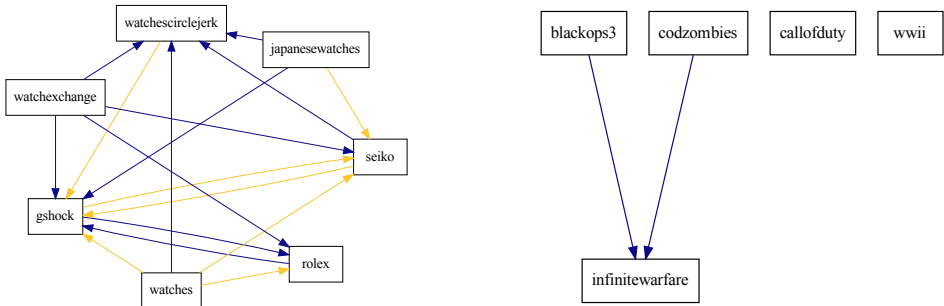 watchescirclejerk
japanesewatches
watchexchange
seiko
gshock
rolex
watches
blackops3
codzombies
callofduty
wwii
infinitewarfare